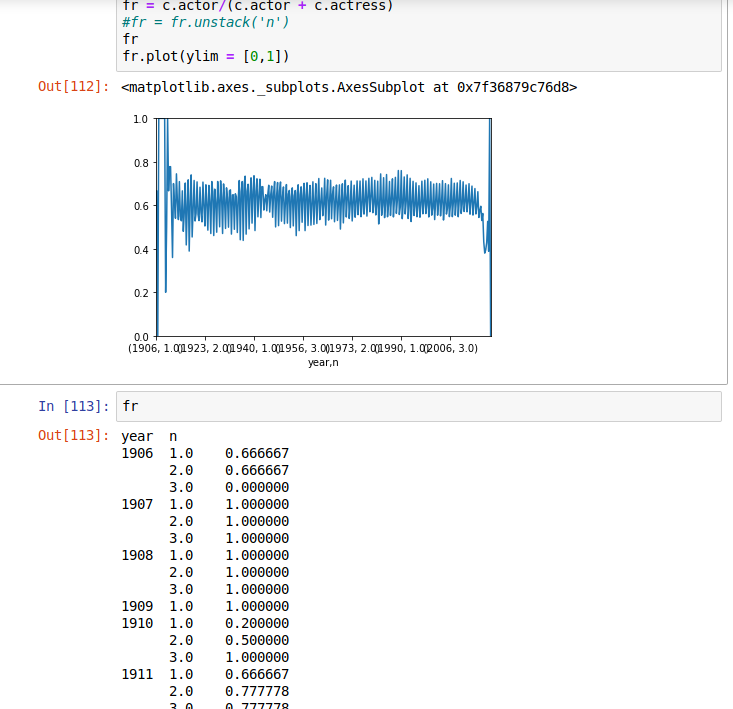 fr = c.actor/(c.actor + c.actress)
#fr = fr.unstack('n')
fr
fr.plot(ylim = [0,1])
Out[112]: <matplotlib.axes._subplots.AxesSubplot at 0x7f36879c76d8>
1.0
0.8
0.6
0.4
0.2
0.0
(1906, 1.0)(1923, 2.0)(1940, 1.0)(1956, 3.0)(1973, 2.0)(1990, 1.0)(2006, 3.0)
year,n
In [113]: fr
Out[113]: year n
1906 1.0 0.666667
2.0 0.666667
3.0 0.000000
1907 1.0 1.000000
2.0 1.000000
3.0 1.000000
1908 1.0 1.000000
2.0 1.000000
3.0 1.000000
1909 1.0 1.000000
1910 1.0 0.200000
2.0 0.500000
3.0 1.000000
1911 1.0 0.666667
2.0 0.777778
3.0 0.777778